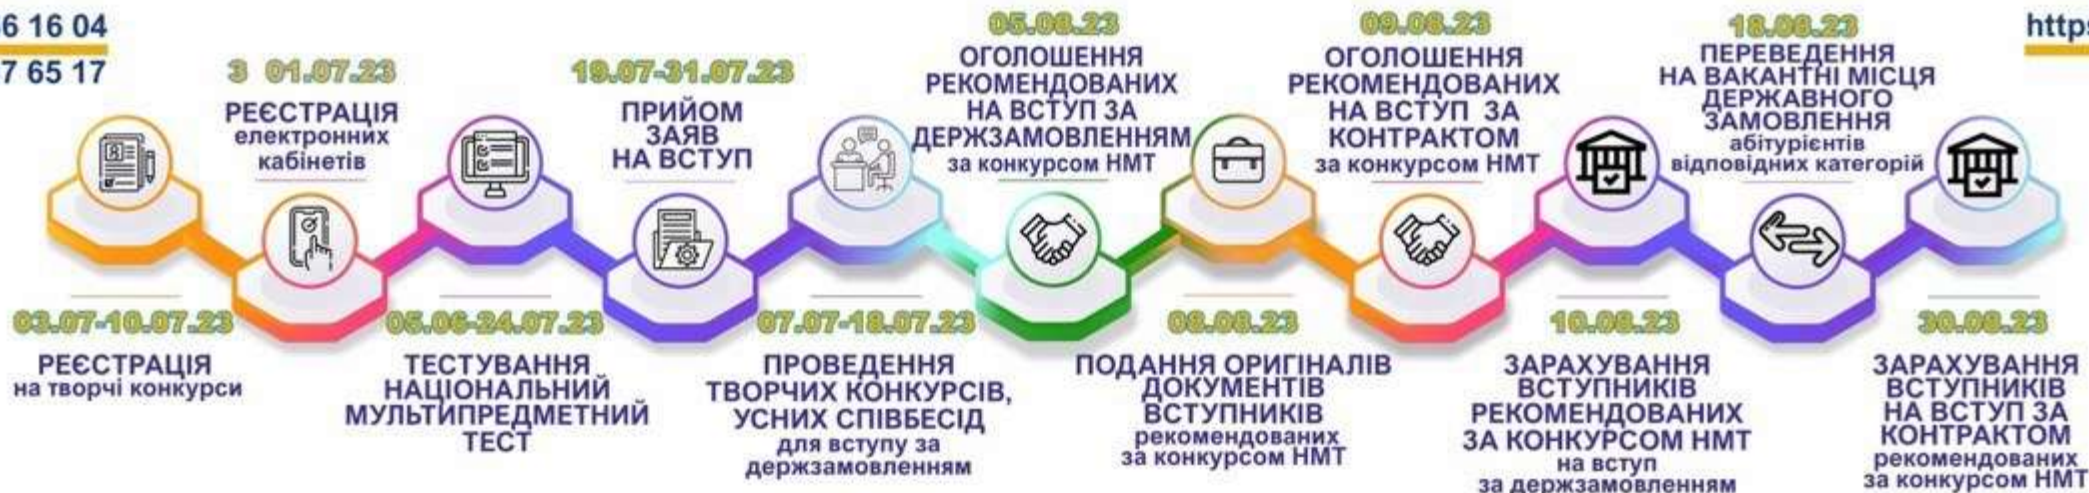 6 16 04
7 65 17
https
03.07-10.07.23
РЕЄСТРАЦІЯ
на творчі конкурси
З 01.07.23
РЕЄСТРАЦІЯ
електронних
кабінетів
05.06-24.07.23
ТЕСТУВАННЯ
НАЦІОНАЛЬНИЙ
МУЛЬТИПРЕДМЕТНИЙ
ТЕСТ
19.07-31.07.23
ПРИЙОМ
ЗАЯВ
НА ВСТУП
07.07-18.07.23
ПРОВЕДЕННЯ
ТВОРЧИХ КОНКУРСІВ,
УСНИХ СПІВБЕСІД
для вступу за
держзамовленням
05.08.23
ОГОЛОШЕННЯ
РЕКОМЕНДОВАНИХ
НА ВСТУП ЗА
ДЕРЖЗАМОВЛЕННЯМ
за конкурсом НМТ
08.08.23
ПОДАННЯ ОРИГІНАЛІВ
ДОКУМЕНТІВ
ВСТУПНИКІВ
рекомендованих
за конкурсом НМТ
09.08.23
ОГОЛОШЕННЯ
РЕКОМЕНДОВАНИХ
НА ВСТУП ЗА
КОНТРАКТОМ
за конкурсом НМТ
10.08.23
ЗАРАХУВАННЯ
ВСТУПНИКІВ
РЕКОМЕНДОВАНИХ
ЗА КОНКУРСОМ НМТ
на вступ
за держзамовленням
18.08.23
ПЕРЕВЕДЕННЯ
НА ВАКАНТНІ МІСЦЯ
ДЕРЖАВНОГО
ЗАМОВЛЕННЯ
абітурієнтів
відповідних категорій
30.08.23
ЗАРАХУВАННЯ
ВСТУПНИКІВ
НА ВСТУП ЗА
КОНТРАКТОМ
рекомендованих
за конкурсом НМТ